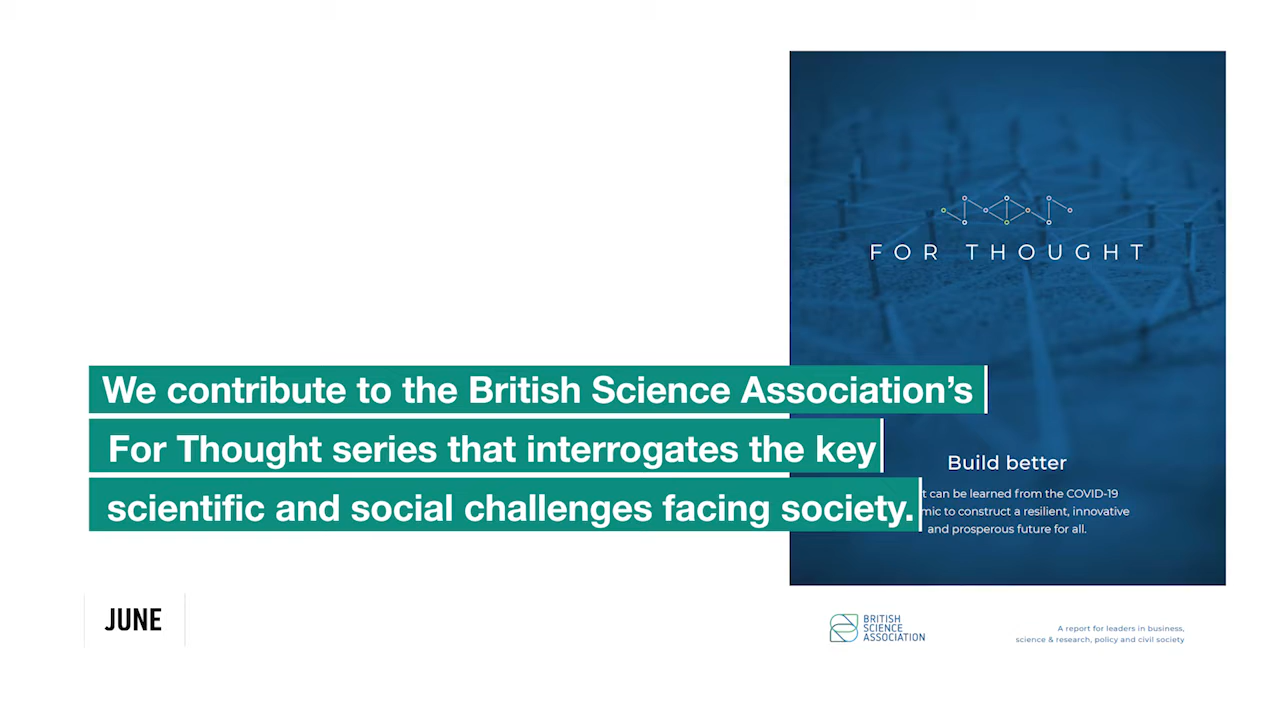 FOR THOUGHT
We contribute to the British Science Association’s
For Thought series that interrogates the key
scientific and social challenges facing society.
Build better
can be learned from the COVID-19
to construct a resilient, innovative
and prosperous future for all.
JUNE
BRITISH
SCIENCE
ASSOCIATION
A report for leaders in business,
science & research, policy and civil society